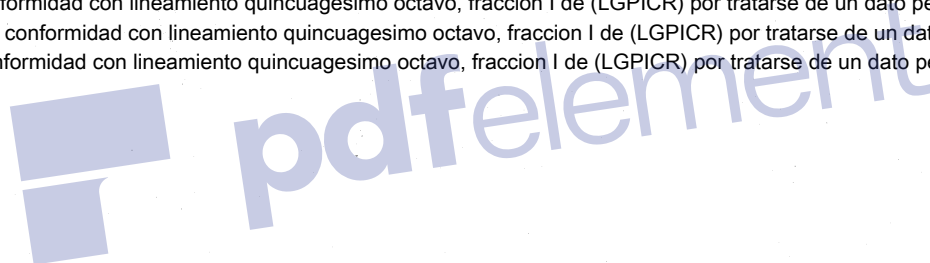 formidad con lineamiento quincuagesimo octavo, fraccion I de (LGPICR) por tratarse de un dato pe
conformidad con lineamiento quincuagesimo octavo, fraccion I de (LGPICR) por tratarse de un dat
nformidad con lineamiento quincuagesimo octavo, fraccion I de (LGPICR) por tratarse de un dato pe
pdfelement